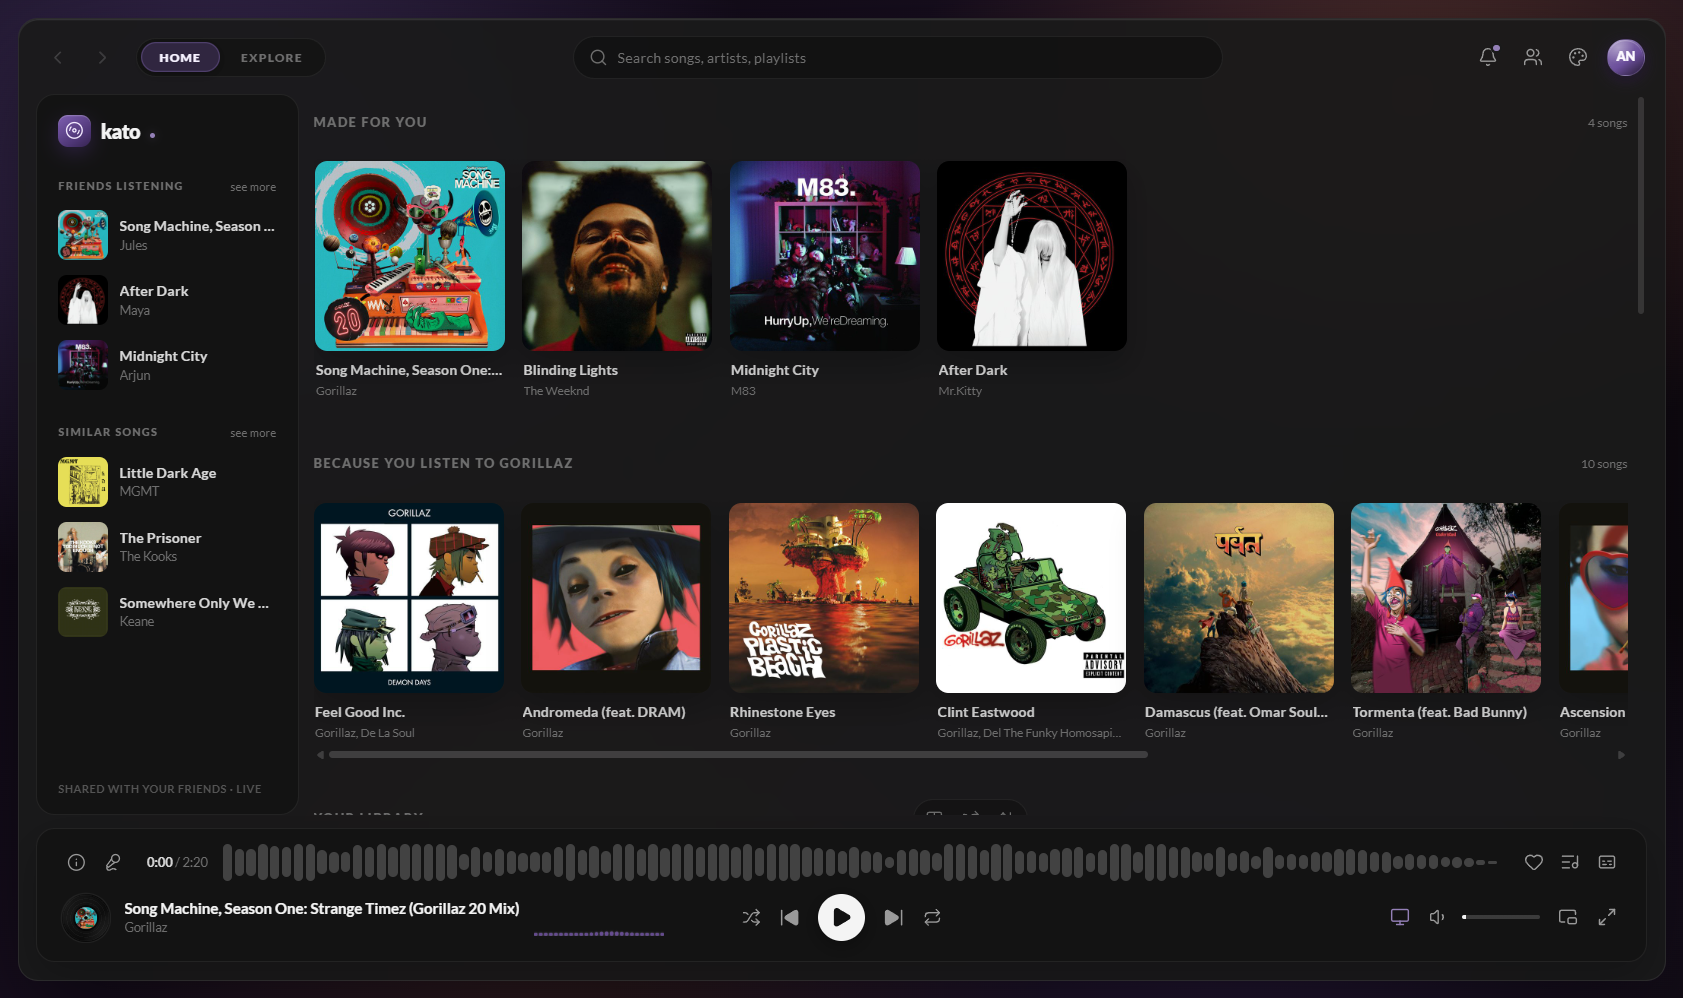 HOME
EXPLORE
Search songs, artists, playlists
AN
kato
FRIENDS LISTENING
see more
Song Machine, Season ...
Jules
After Dark
Maya
Midnight City
Arjun
SIMILAR SONGS
see more
Little Dark Age
MGMT
The Prisoner
The Kooks
Somewhere Only We ...
Keane
SHARED WITH YOUR FRIENDS • LIVE
MADE FOR YOU
4 songs
SONG
MACHINE
20
M83.
HurryUp,We'reDreaming.
Song Machine, Season One:...
Gorillaz
Blinding Lights
The Weeknd
Midnight City
M83
After Dark
Mr.Kitty
BECAUSE YOU LISTEN TO GORILLAZ
10 songs
GORILLAZ
DEMON DAYS
GORILLAZ
PLASTIC
BEACH
GORILLAZ
PARENTAL
ADVISORY
EXPLICIT CONTENT
पर्वत
Feel Good Inc.
Gorillaz, De La Soul
Andromeda (feat. DRAM)
Gorillaz
Rhinestone Eyes
Gorillaz
Clint Eastwood
Gorillaz, Del The Funky Homosapi...
Damascus (feat. Omar Soul...
Gorillaz
Tormenta (feat. Bad Bunny)
Gorillaz
Ascension
Gorillaz
YOUR LIBRARY
0:00 / 2:20
Song Machine, Season One: Strange Timez (Gorillaz 20 Mix)
Gorillaz